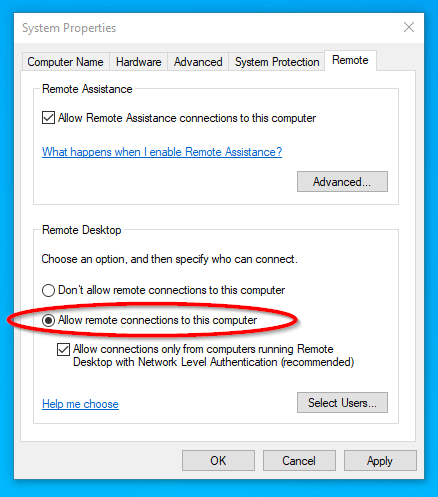 System Properties
Computer Name Hardware Advanced System Protection Remote
Remote Assistance
Allow Remote Assistance connections to this computer
What happens when I enable Remote Assistance?
Advanced...
Remote Desktop
Choose an option, and then specify who can connect.
Don't allow remote connections to this computer
Allow remote connections to this computer
Allow connections only from computers running Remote
Desktop with Network Level Authentication (recommended)
Help me choose Select Users...
OK Cancel Apply